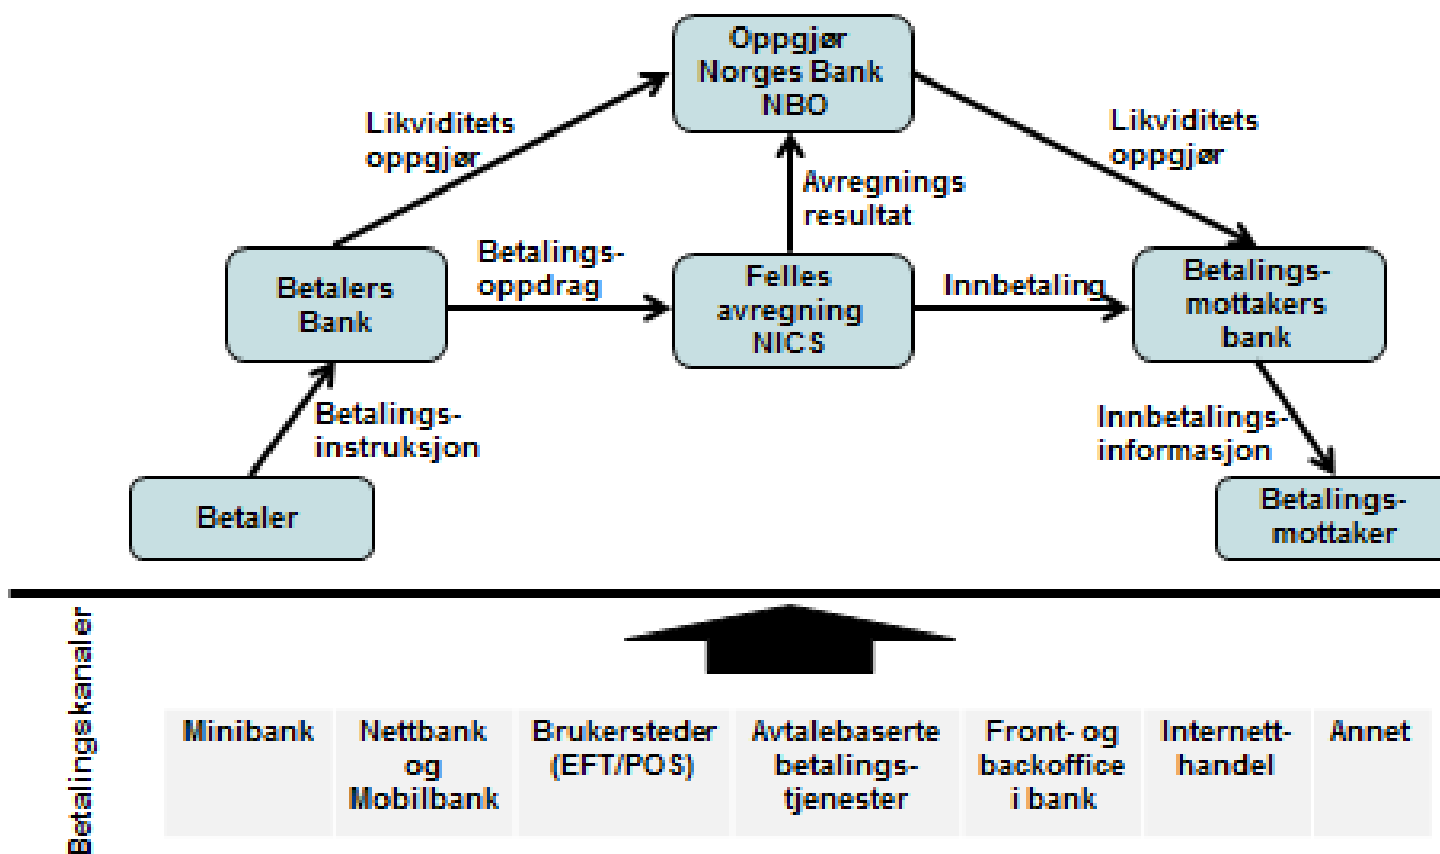 Oppgjør
Norges Bank
NBO
Likviditets
oppgjør
Likviditets
oppgjør
Avregnings
resultat
Betalings-
oppdrag
Betalers
Bank
Felles
avregning
NICS
Innbetaling
Betalings-
mottakers
bank
Betalings-
instruksjon
Innbetalings-
informasjon
Betaler
Betalings-
mottaker
Betalingskanaler
Minibank
Nettbank
og
Mobilbank
Brukersteder
(EFT/POS)
Avtalebaserte
betalings-
tjenester
Front- og
backoffice
i bank
Internett-
handel
Annet